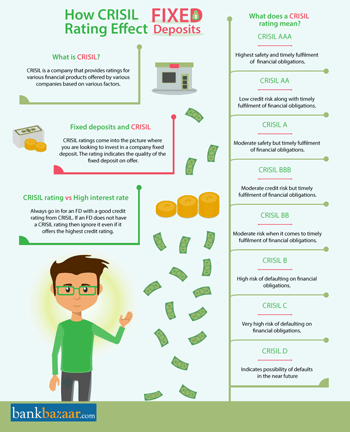 How CRISIL FIXED
Rating Effect Deposits
What is CRISIL?
CRISIL is a company that provides ratings for
various financial products offered by various
companies based on various factors.
Fixed deposits and CRISIL
CRISIL ratings come into the picture where
you are looking to invest in a company fixed
deposit. The rating indicates the quality of the
fixed deposit on offer.
CRISIL rating vs High interest rate
Always go in for an FD with a good credit
rating from CRISIL. If an FD does not have
a CRISIL rating then ignore it even if it
offers the highest credit rating.
What does a CRISIL
rating mean?
CRISIL AAA
Highest safety and timely fulfilment
of financial obligations.
CRISIL AA
Low credit risk along with timely
fulfilment of financial obligations.
CRISIL A
Moderate safety but timely fulfilment
of financial obligations.
CRISIL BBB
Moderate credit risk but timely
fulfilment of financial obligations.
CRISIL BB
Moderate risk when it comes to timely
fulfilment of financial obligations.
CRISIL B
High risk of defaulting on financial
obligations.
CRISIL C
Very high risk of defaulting on
financial obligations,
CRISIL D
Indicates possibility of defaults
in the near future
bankbazaar.com